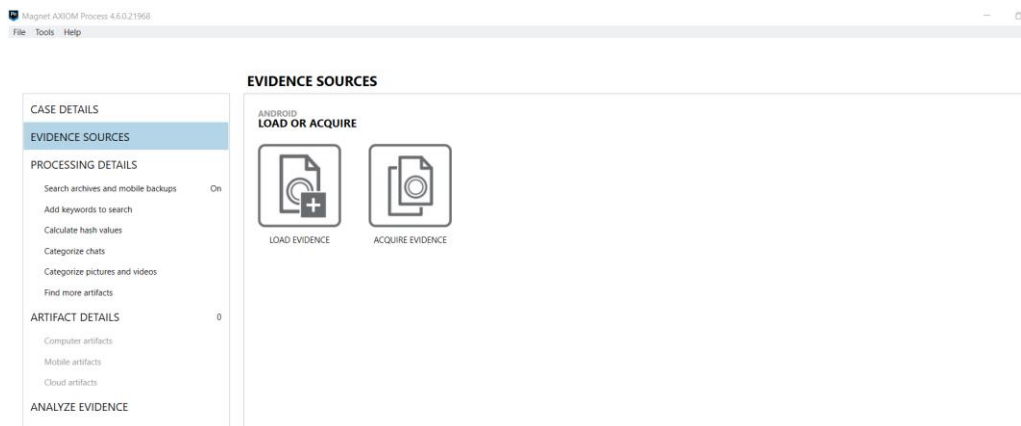 Magnet AXIOM Process 4.6.0.21968
File Tools Help
EVIDENCE SOURCES
CASE DETAILS
EVIDENCE SOURCES
PROCESSING DETAILS
Search archives and mobile backups On
Add keywords to search
Calculate hash values
Categorize chats
Categorize pictures and videos
Find more artifacts
ARTIFACT DETAILS 0
Computer artifacts
Mobile artifacts
Cloud artifacts
ANALYZE EVIDENCE
ANDROID
LOAD OR ACQUIRE
LOAD EVIDENCE ACQUIRE EVIDENCE